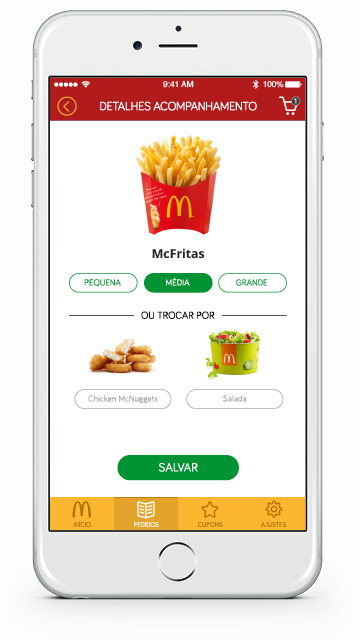 9:41 AM 100%
DETALHES ACOMPANHAMENTO 1
McFritas
PEQUENA MÉDIA GRANDE
OU TROCAR POR
Chicken McNuggets Salada
SALVAR
INÍCIO PEDIDOS CUPONS AJUSTES